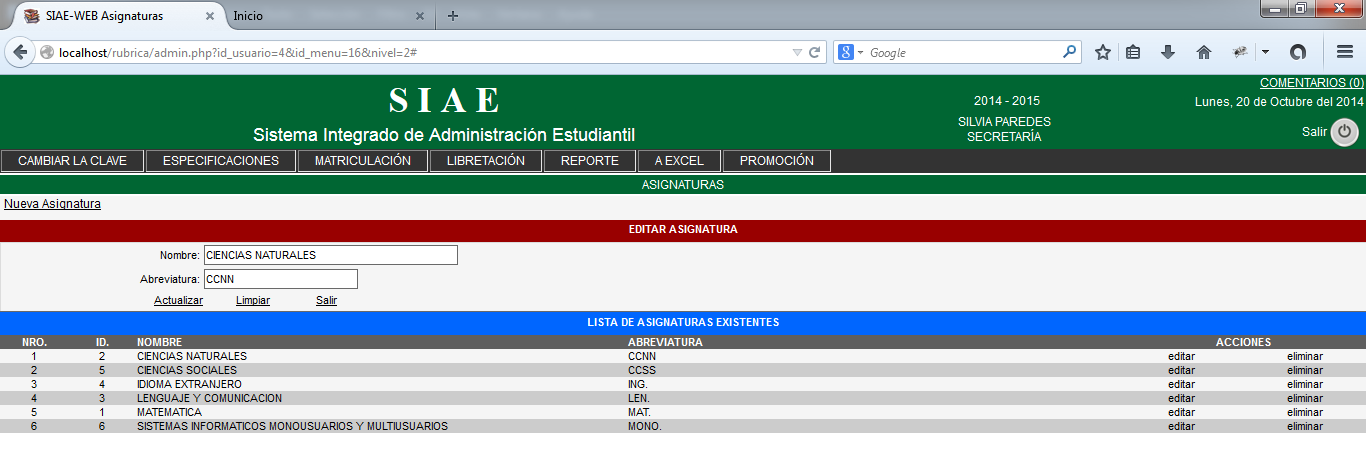 SIAE-WEB Asignaturas
Inicio
localhost/rubrica/admin.php?id_usuario=4&id_menu=16&nivel=2#
Google
COMENTARIOS (0)
S I A E
2014 - 2015
Lunes, 20 de Octubre del 2014
Sistema Integrado de Administración Estudiantil
SILVIA PAREDES
SECRETARÍA
Salir
CAMBIAR LA CLAVE ESPECIFICACIONES MATRICULACIÓN LIBRETACIÓN REPORTE A EXCEL PROMOCIÓN
ASIGNATURAS
Nueva Asignatura
EDITAR ASIGNATURA
Nombre: CIENCIAS NATURALES
Abreviatura: CCNN
Actualizar Limpiar Salir
LISTA DE ASIGNATURAS EXISTENTES
NRO. ID. NOMBRE ABREVIATURA ACCIONES
1 2 CIENCIAS NATURALES CCNN editar eliminar
2 5 CIENCIAS SOCIALES CCSS editar eliminar
3 4 IDIOMA EXTRANJERO ING. editar eliminar
4 3 LENGUAJE Y COMUNICACION LEN. editar eliminar
5 1 MATEMATICA MAT. editar eliminar
6 6 SISTEMAS INFORMATICOS MONOUSUARIOS Y MULTIUSUARIOS MONO. editar eliminar